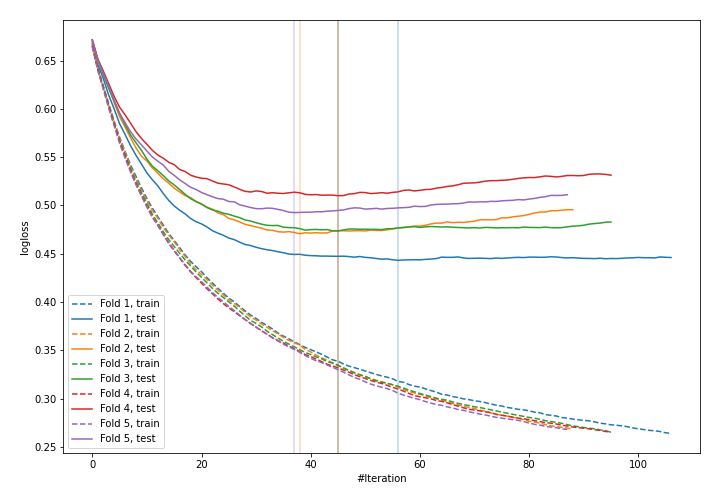 0.65
0.60
0.55
0.50
0.45
0.40
0.35
0.30
0.25
logloss
Fold 1, train
Fold 1, test
Fold 2, train
Fold 2, test
Fold 3, train
Fold 3, test
Fold 4, train
Fold 4, test
Fold 5, train
Fold 5, test
0 20 40 60 80 100
#Iteration